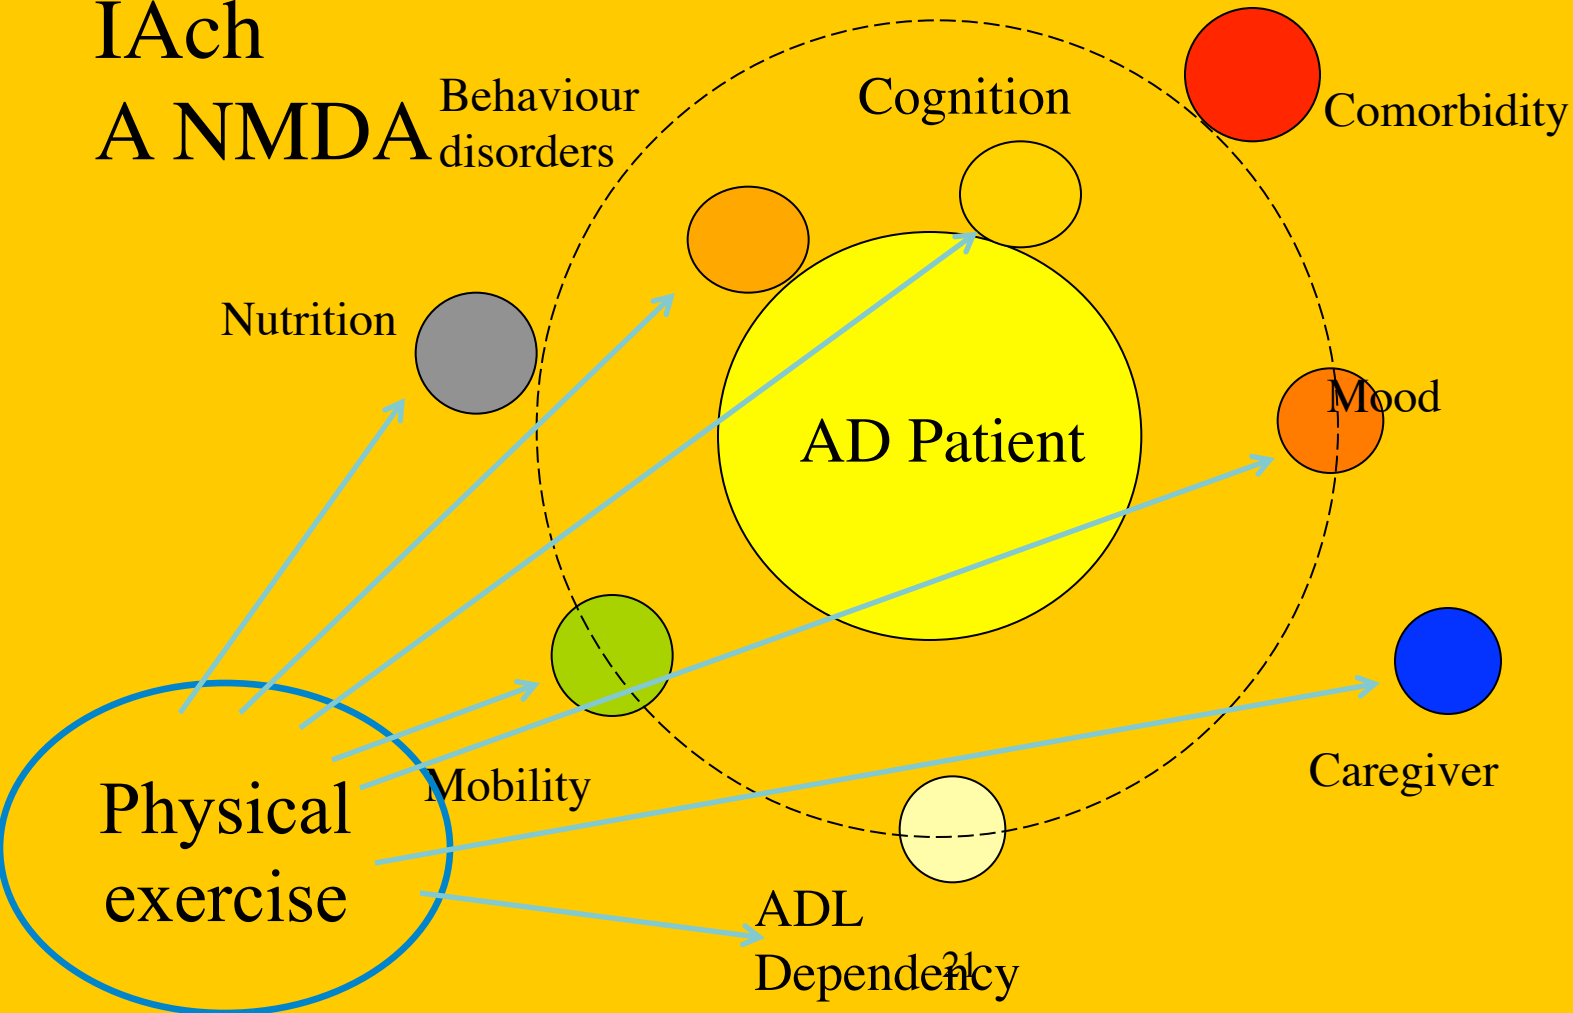 IAch
A NMDA
Behaviour
disorders
Cognition
Comorbidity
Nutrition
Mood
AD Patient
Mobility
Caregiver
Physical
exercise
ADL
Dependency
21